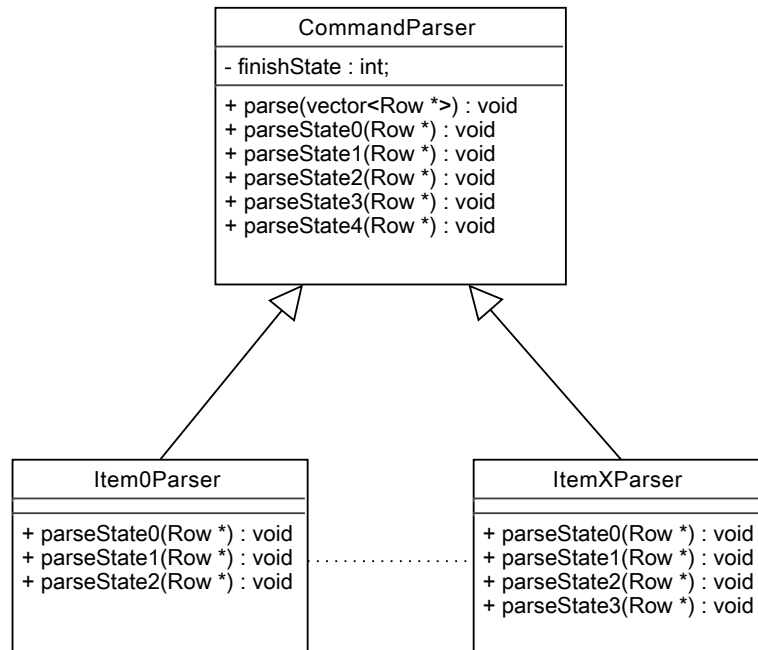 CommandParser
- finishState : int;
+ parse(vector<Row *>) : void
+ parseState0(Row *) : void
+ parseState1(Row *) : void
+ parseState2(Row *) : void
+ parseState3(Row *) : void
+ parseState4(Row *) : void
Item0Parser
+ parseState0(Row *) : void
+ parseState1(Row *) : void
+ parseState2(Row *) : void
ItemXParser
+ parseState0(Row *) : void
+ parseState1(Row *) : void
+ parseState2(Row *) : void
+ parseState3(Row *) : void